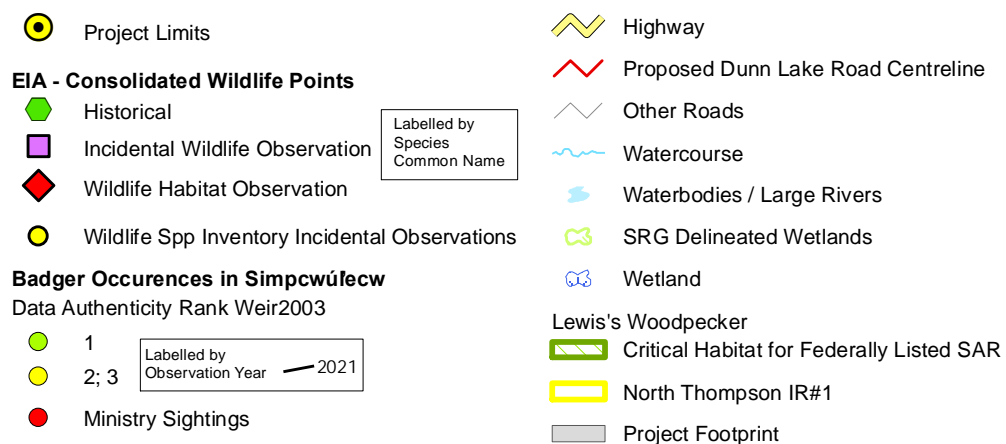 Project Limits
EIA - Consolidated Wildlife Points
Historical
Incidental Wildlife Observation
Wildlife Habitat Observation
Labelled by
Species
Common Name
Wildlife Spp Inventory Incidental Observations
Badger Occurences in Simpcwúl̓ecw
Data Authenticity Rank Weir2003
1
2; 3
Labelled by
Observation Year 2021
Ministry Sightings
Highway
Proposed Dunn Lake Road Centreline
Other Roads
Watercourse
Waterbodies / Large Rivers
SRG Delineated Wetlands
Wetland
Lewis's Woodpecker
Critical Habitat for Federally Listed SAR
North Thompson IR#1
Project Footprint